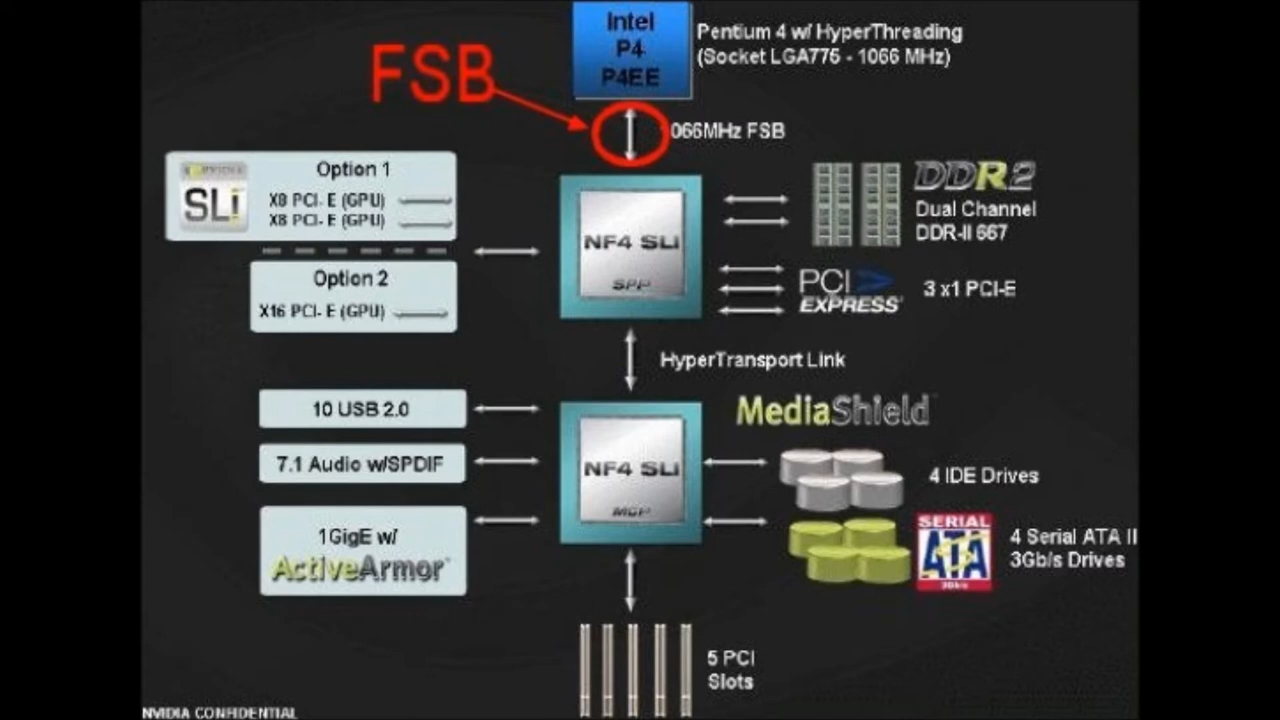 Intel
P4
P4EE
Pentium 4 w/ HyperThreading
(Socket LGA775 - 1066 MHz)
FSB
066MHz FSB
SLi
Option 1
X8 PCI-E (GPU)
X8 PCI-E (GPU)
Option 2
X16 PCI-E (GPU)
NF4 SLI
SPP
DDR2
Dual Channel
DDR-II 667
PCI
EXPRESS
3 x1 PCI-E
HyperTransport Link
10 USB 2.0
7.1 Audio w/SPDIF
1GigE w/
ActiveArmor
NF4 SLI
MCP
MediaShield
4 IDE Drives
SERIAL
ATA
4 Serial ATA II
3Gb/s Drives
5 PCI
Slots
NVIDIA CONFIDENTIAL